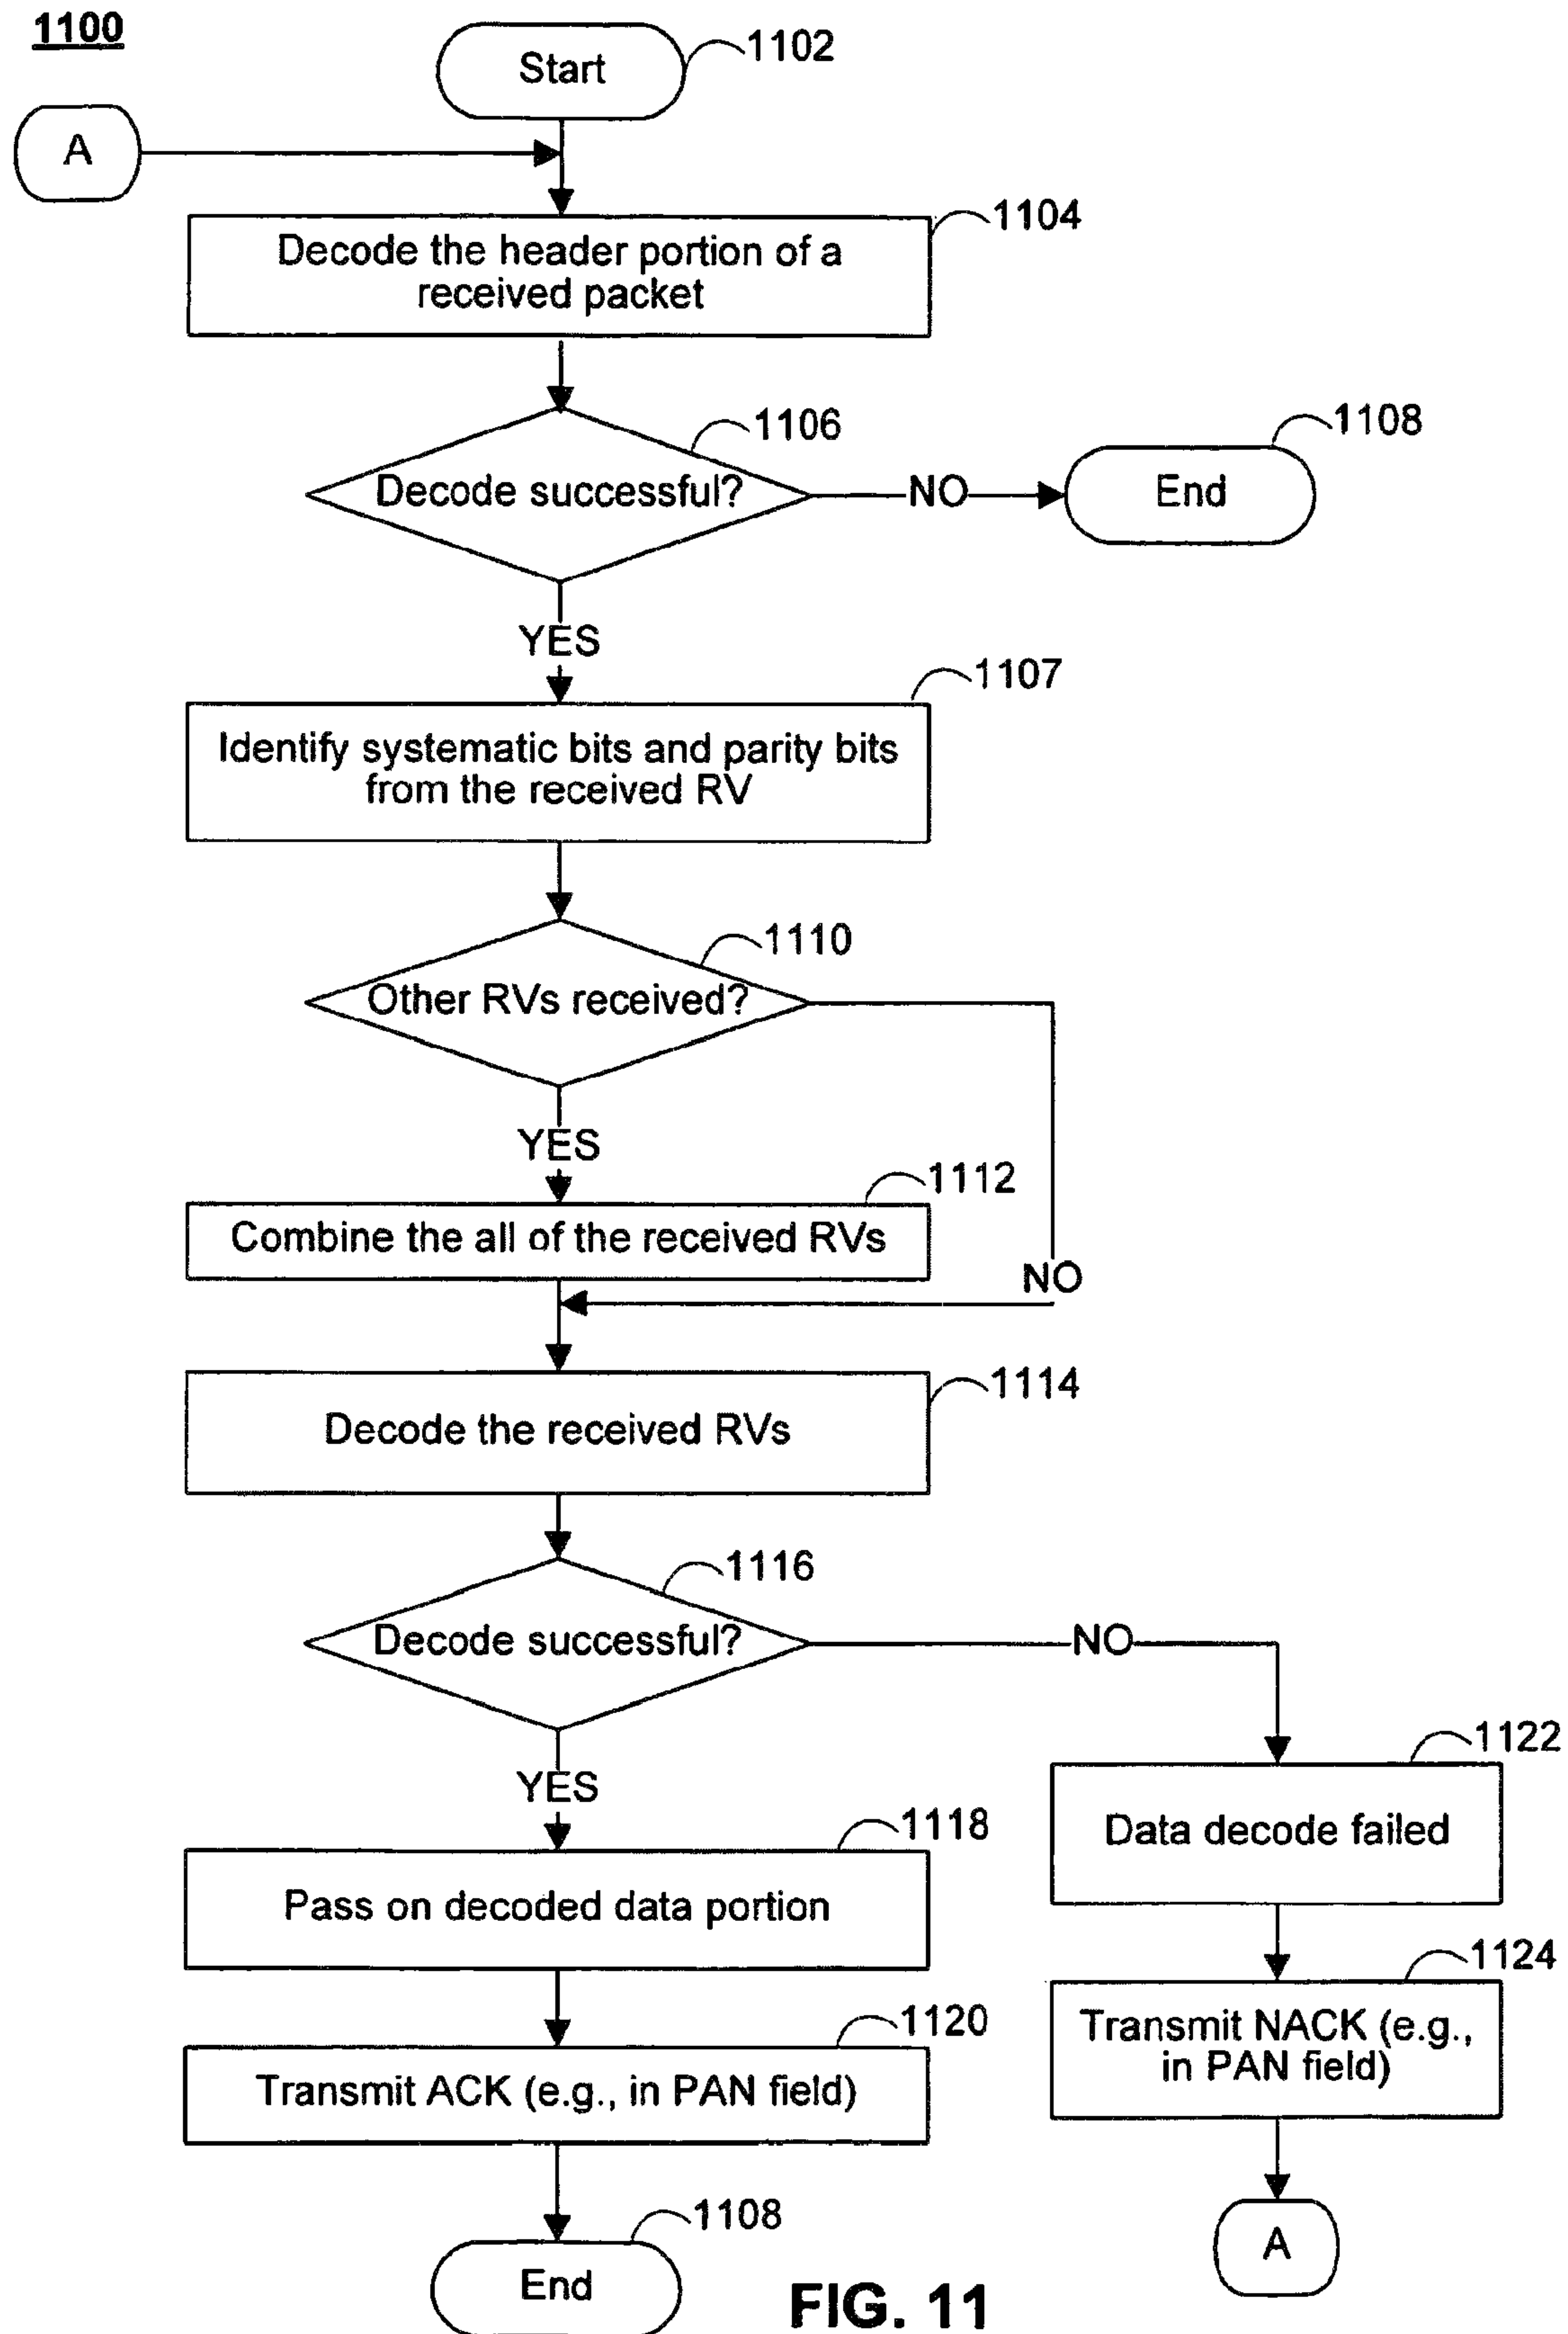 1100
Start
1102
A
1104
Decode the header portion of a
received packet
1106
Decode successful?
NO
1108
End
YES
1107
Identify systematic bits and parity bits
from the received RV
1110
Other RVs received?
YES
1112
Combine the all of the received RVs
NO
1114
Decode the received RVs
1116
Decode successful?
NO
YES
1122
Data decode failed
1118
Pass on decoded data portion
1124
Transmit NACK (e.g.,
in PAN field)
1120
Transmit ACK (e.g., in PAN field)
1108
End
A
FIG. 11